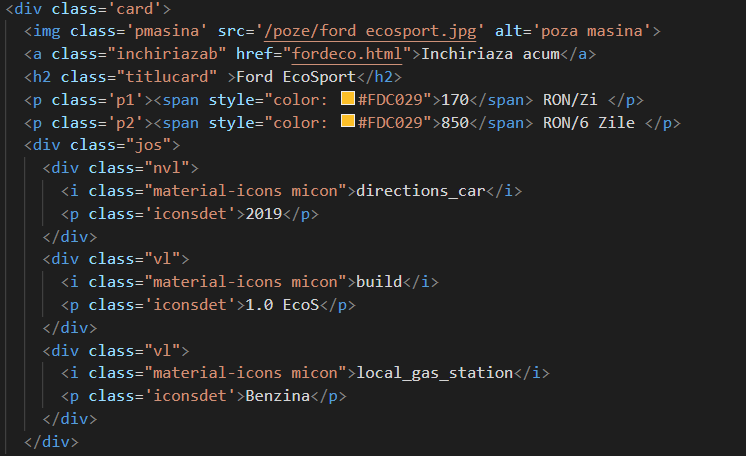 <div class='card'>
<img class='pmasina' src='/poze/ford ecosport.jpg' alt='poza masina'>
<a class="inchiriazab" href="fordeco.html">Inchiriaza acum</a>
<h2 class="titlucard" >Ford EcoSport</h2>
<p class='p1'><span style="color: #FDC029">170</span> RON/Zi </p>
<p class='p2'><span style="color: #FDC029">850</span> RON/6 Zile </p>
<div class="jos">
<div class="nvl">
<i class="material-icons micon">directions_car</i>
<p class='iconsdet'>2019</p>
</div>
<div class="vl">
<i class="material-icons micon">build</i>
<p class='iconsdet'>1.0 EcoS</p>
</div>
<div class="vl">
<i class="material-icons micon">local_gas_station</i>
<p class='iconsdet'>Benzina</p>
</div>
</div>